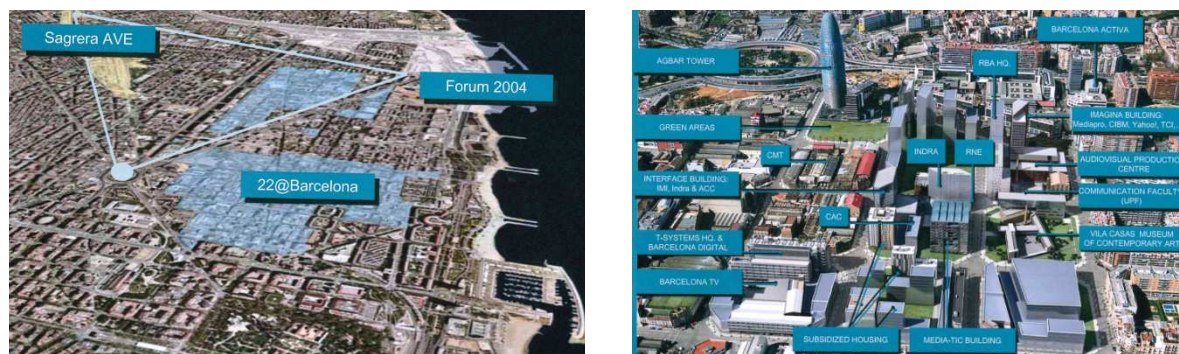 Sagrera AVE
Forum 2004
22@Barcelona
BARCELONA ACTIVA
AGBAR TOWER
RBA HQ.
IMAGINA BUILDING:
Mediapro, CIBM, Yahoo!, TCI...
GREEN AREAS
INDRA
RNE
CMT
AUDIOVISUAL PRODUCTION
CENTRE
INTERFACE BUILDING:
IMI, Indra & ACC
COMMUNICATION FACULTY
(UPF)
CAC
T-SYSTEMS HQ. &
BARCELONA DIGITAL
VILA CASAS MUSEUM
OF CONTEMPORARY ART
BARCELONA TV
SUBSIDIZED HOUSING
MEDIA-TIC BUILDING